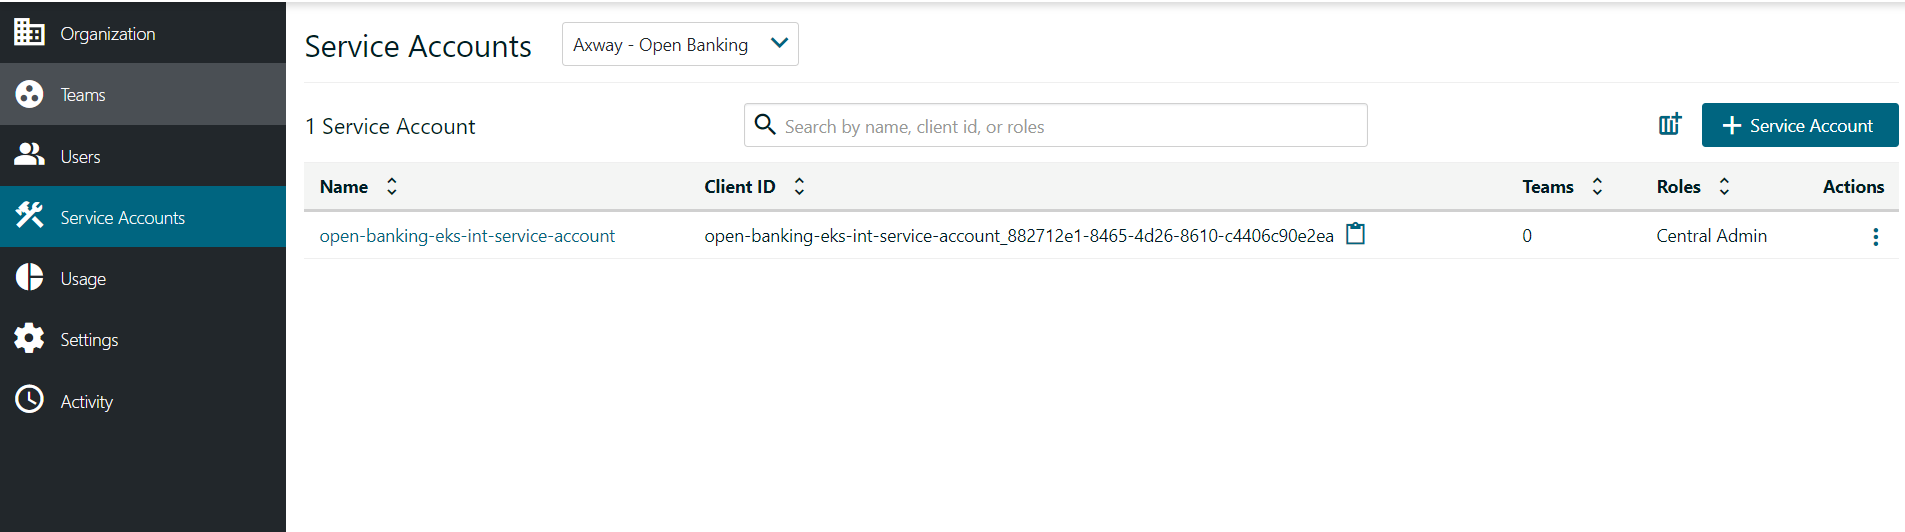 Organization
Teams
Users
Service Accounts
Usage
Settings
Activity
Service Accounts
Axway - Open Banking
1 Service Account
Search by name, client id, or roles
Service Account
Name Client ID Teams Roles Actions
open-banking-eks-int-service-account open-banking-eks-int-service-account_882712e1-8465-4d26-8610-c4406c90e2ea 0 Central Admin